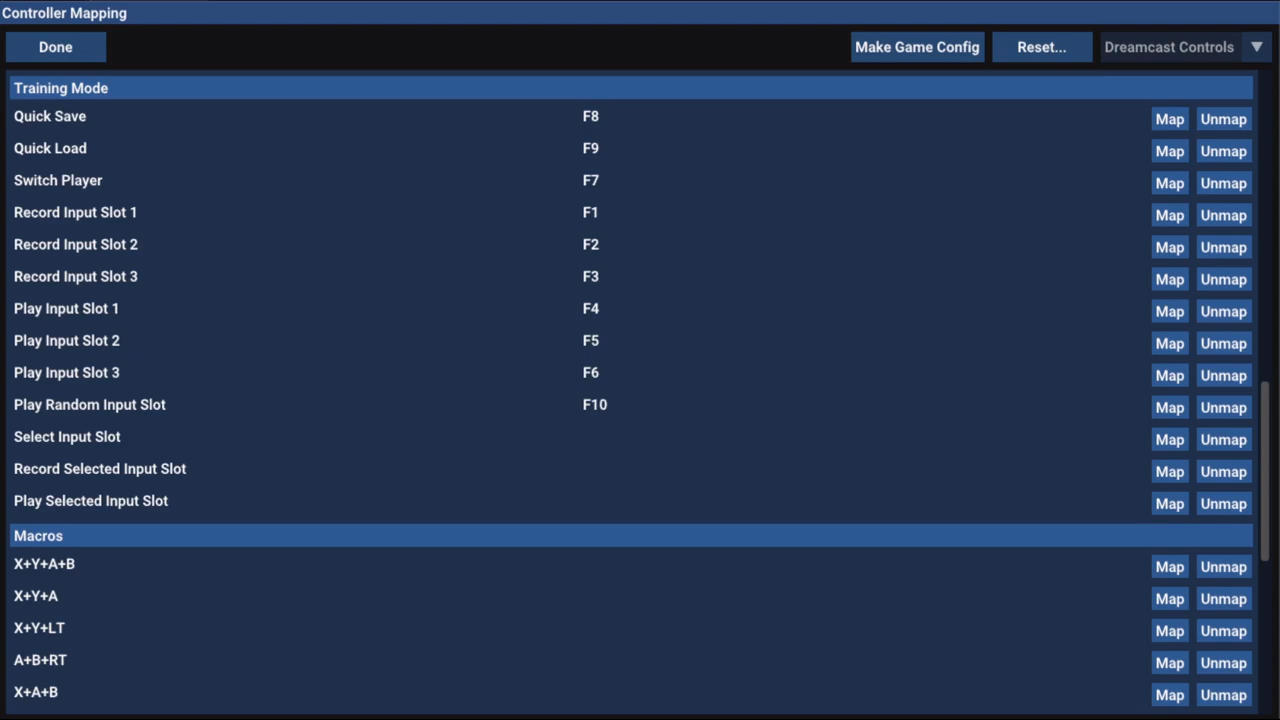 Controller Mapping
Done Make Game Config Reset... Dreamcast Controls
Training Mode
Quick Save F8 Map Unmap
Quick Load F9 Map Unmap
Switch Player F7 Map Unmap
Record Input Slot 1 F1 Map Unmap
Record Input Slot 2 F2 Map Unmap
Record Input Slot 3 F3 Map Unmap
Play Input Slot 1 F4 Map Unmap
Play Input Slot 2 F5 Map Unmap
Play Input Slot 3 F6 Map Unmap
Play Random Input Slot F10 Map Unmap
Select Input Slot Map Unmap
Record Selected Input Slot Map Unmap
Play Selected Input Slot Map Unmap
Macros
X+Y+A+B Map Unmap
X+Y+A Map Unmap
X+Y+LT Map Unmap
A+B+RT Map Unmap
X+A+B Map Unmap